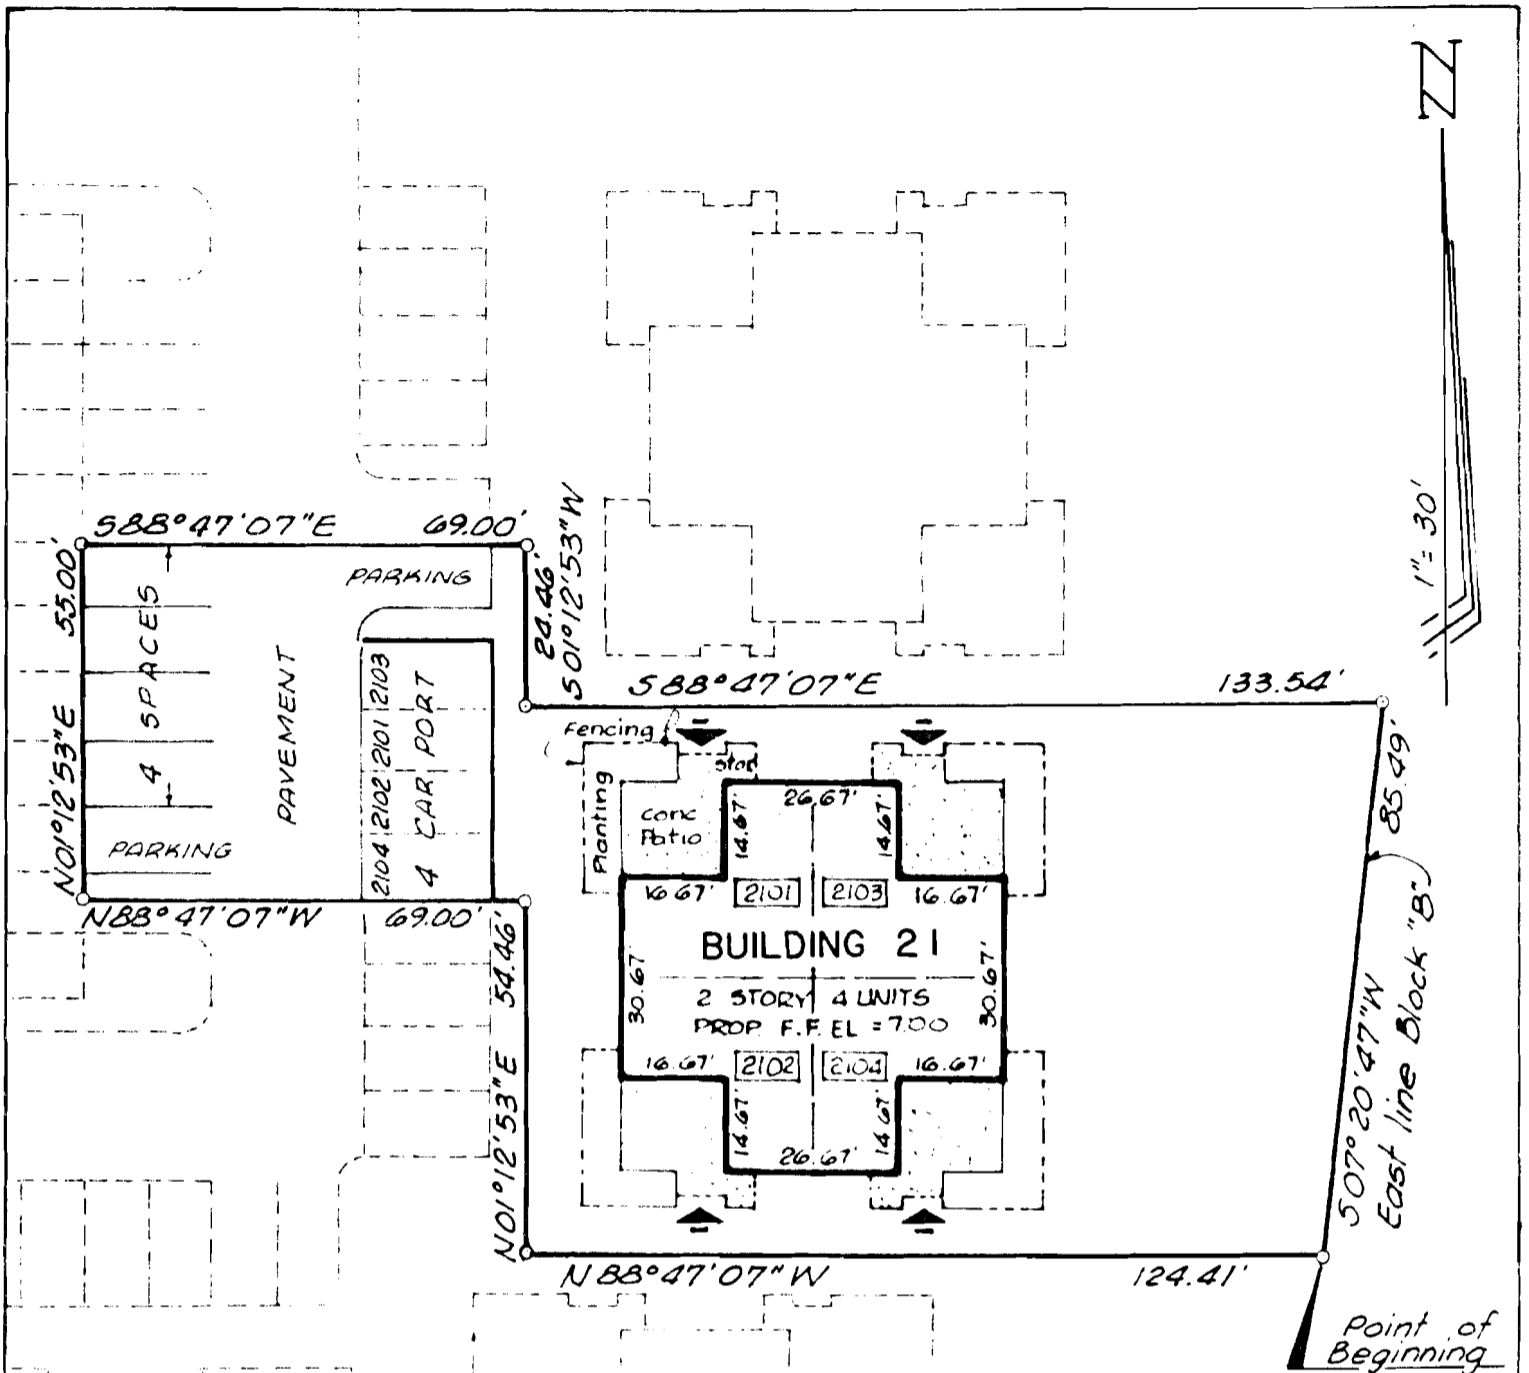 N
1"= 30'
S88°47'07"E 69.00'
24.46'
S01°12'53"W
N01°12'53"E 55.00'
4 SPACES
PARKING
PAVEMENT
PARKING
2104 2102 2101 2103
4 CAR PORT
N88°47'07"W 69.00'
S88°47'07"E 133.54'
Fencing
Stor
Planting
Conc
Patio
26.67'
14.67'
14.67'
16.67' 2101 2103 16.67'
BUILDING 21
30.67'
30.67'
2 STORY 4 UNITS
PROP. F.F. EL = 7.00
16.67' 2102 2104 16.67'
14.67'
14.67'
26.67'
N01°12'53"E 54.46'
N88°47'07"W 124.41'
85.49'
S07°20'47"W
East line Block "B"
Point of
Beginning